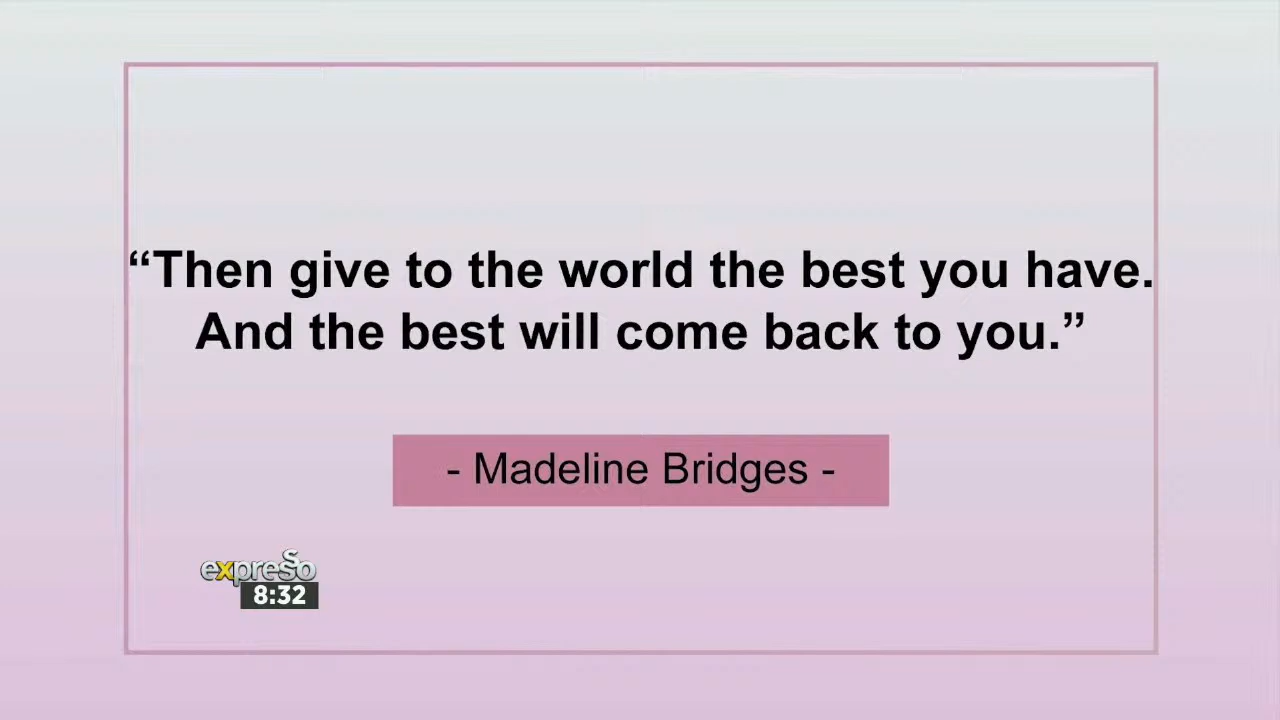 “Then give to the world the best you have.
And the best will come back to you.”
- Madeline Bridges -
expresso
8:32